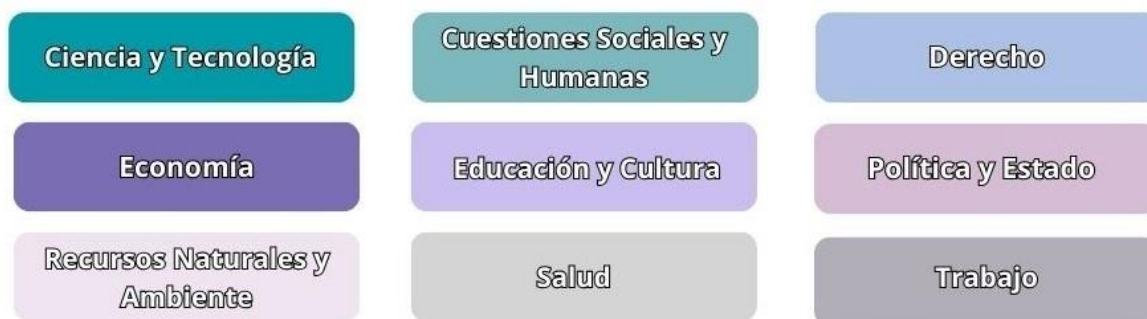 Ciencia y Tecnología
Cuestiones Sociales y
Humanas
Derecho
Economía
Educación y Cultura
Política y Estado
Recursos Naturales y
Ambiente
Salud
Trabajo